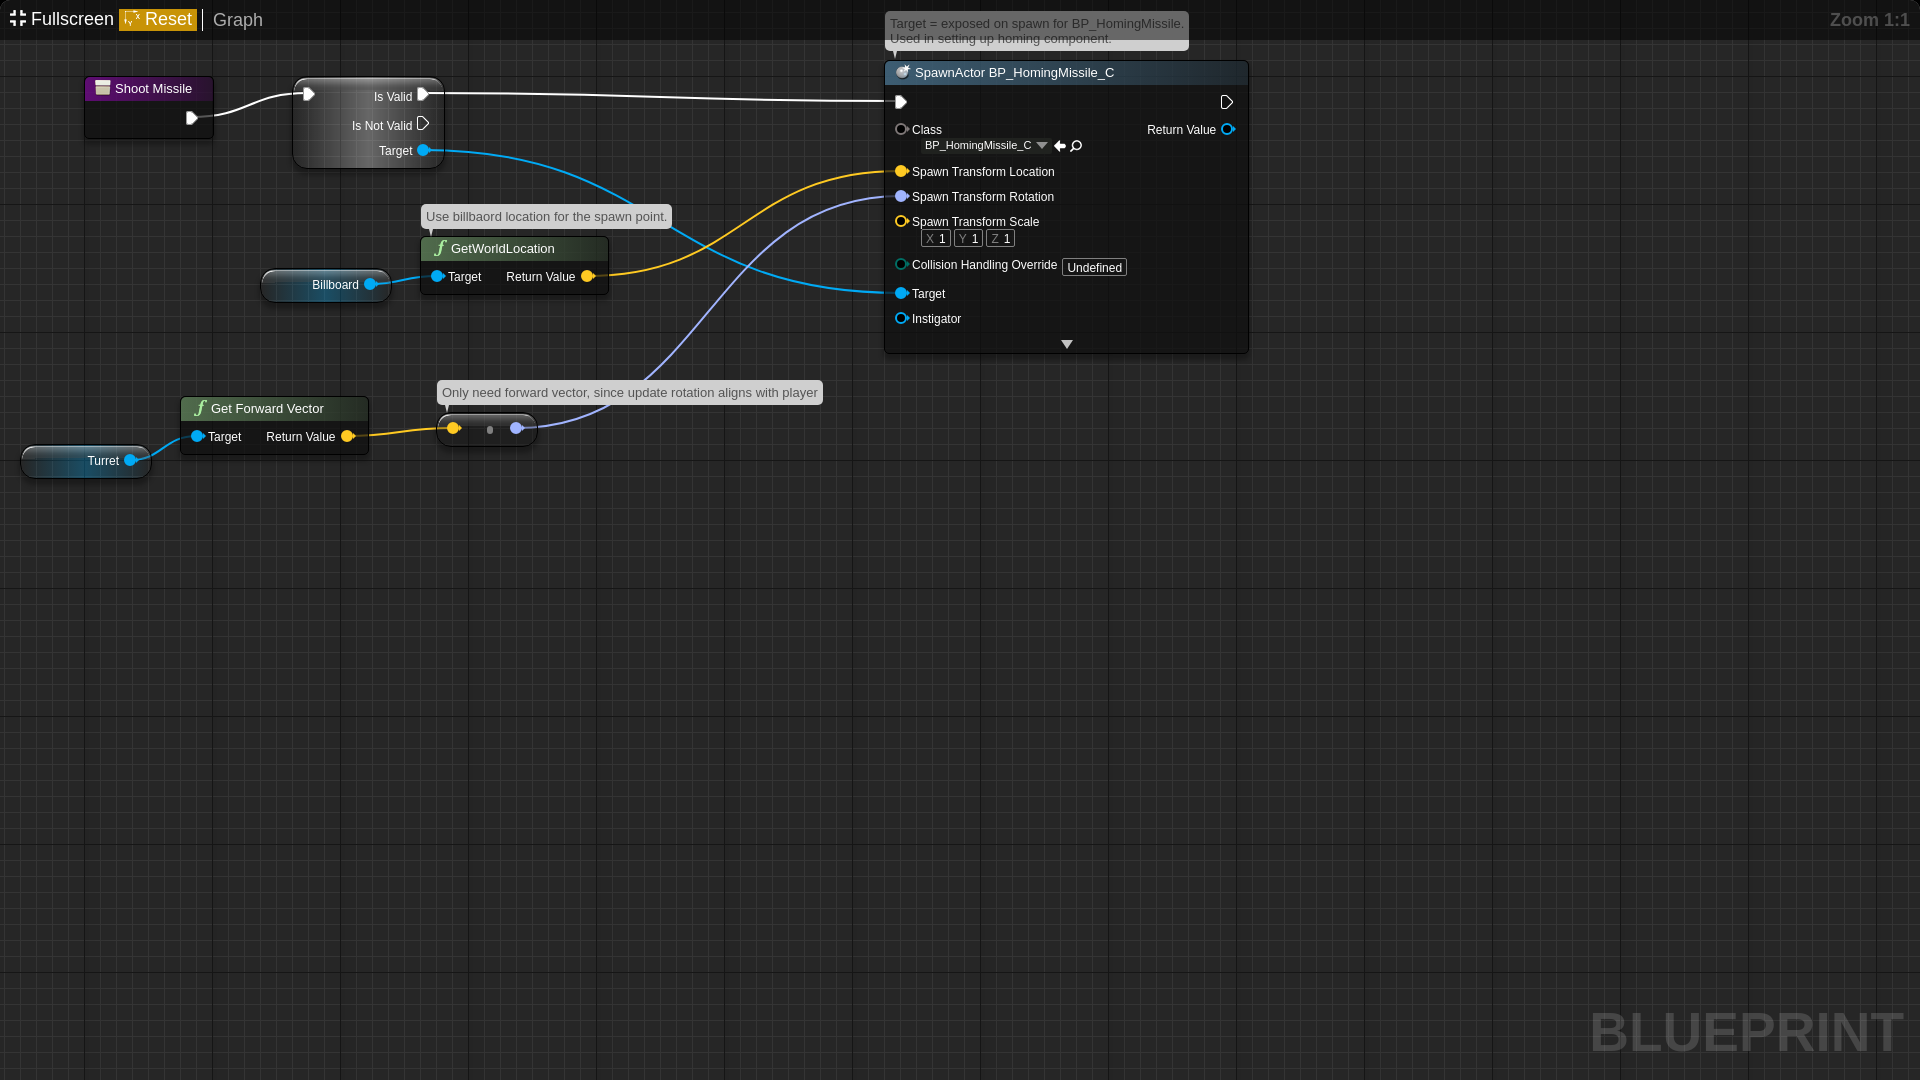 Fullscreen Reset Graph
Zoom 1:1
Target = exposed on spawn for BP_HomingMissile.
Used in setting up homing component.
Shoot Missile
Is Valid
Is Not Valid
Target
SpawnActor BP_HomingMissile_C
Class
BP_HomingMissile_C
Return Value
Spawn Transform Location
Spawn Transform Rotation
Spawn Transform Scale
X 1 Y 1 Z 1
Collision Handling Override Undefined
Target
Instigator
Use billbaord location for the spawn point.
GetWorldLocation
Target Return Value
Billboard
Only need forward vector, since update rotation aligns with player
Get Forward Vector
Target Return Value
Turret
BLUEPRINT